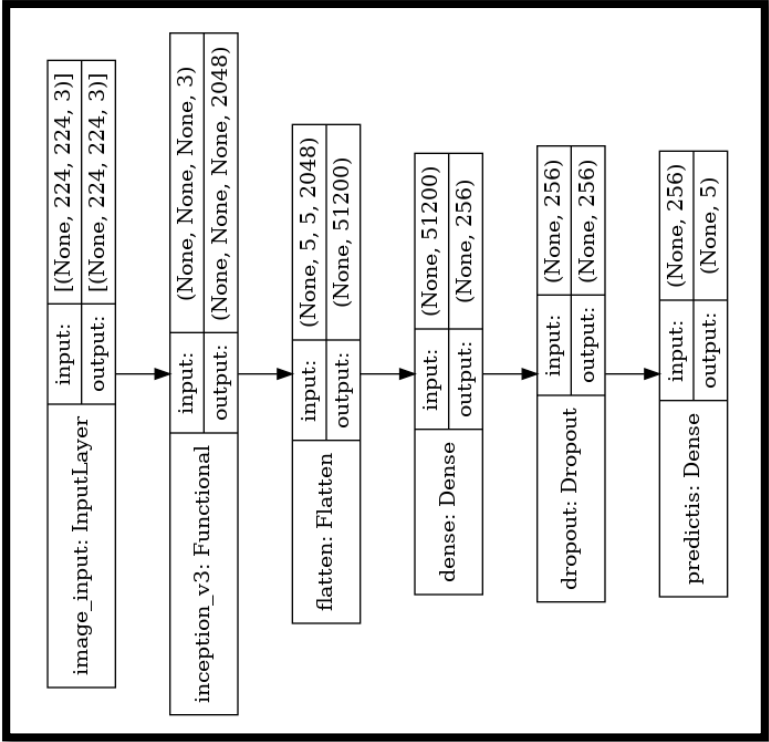 image_input: InputLayer
input:
[(None, 224, 224, 3)]
output:
[(None, 224, 224, 3)]
inception_v3: Functional
input:
(None, None, None, 3)
output:
(None, None, None, 2048)
flatten: Flatten
input:
(None, 5, 5, 2048)
output:
(None, 51200)
dense: Dense
input:
(None, 51200)
output:
(None, 256)
dropout: Dropout
input:
(None, 256)
output:
(None, 256)
predictis: Dense
input:
(None, 256)
output:
(None, 5)